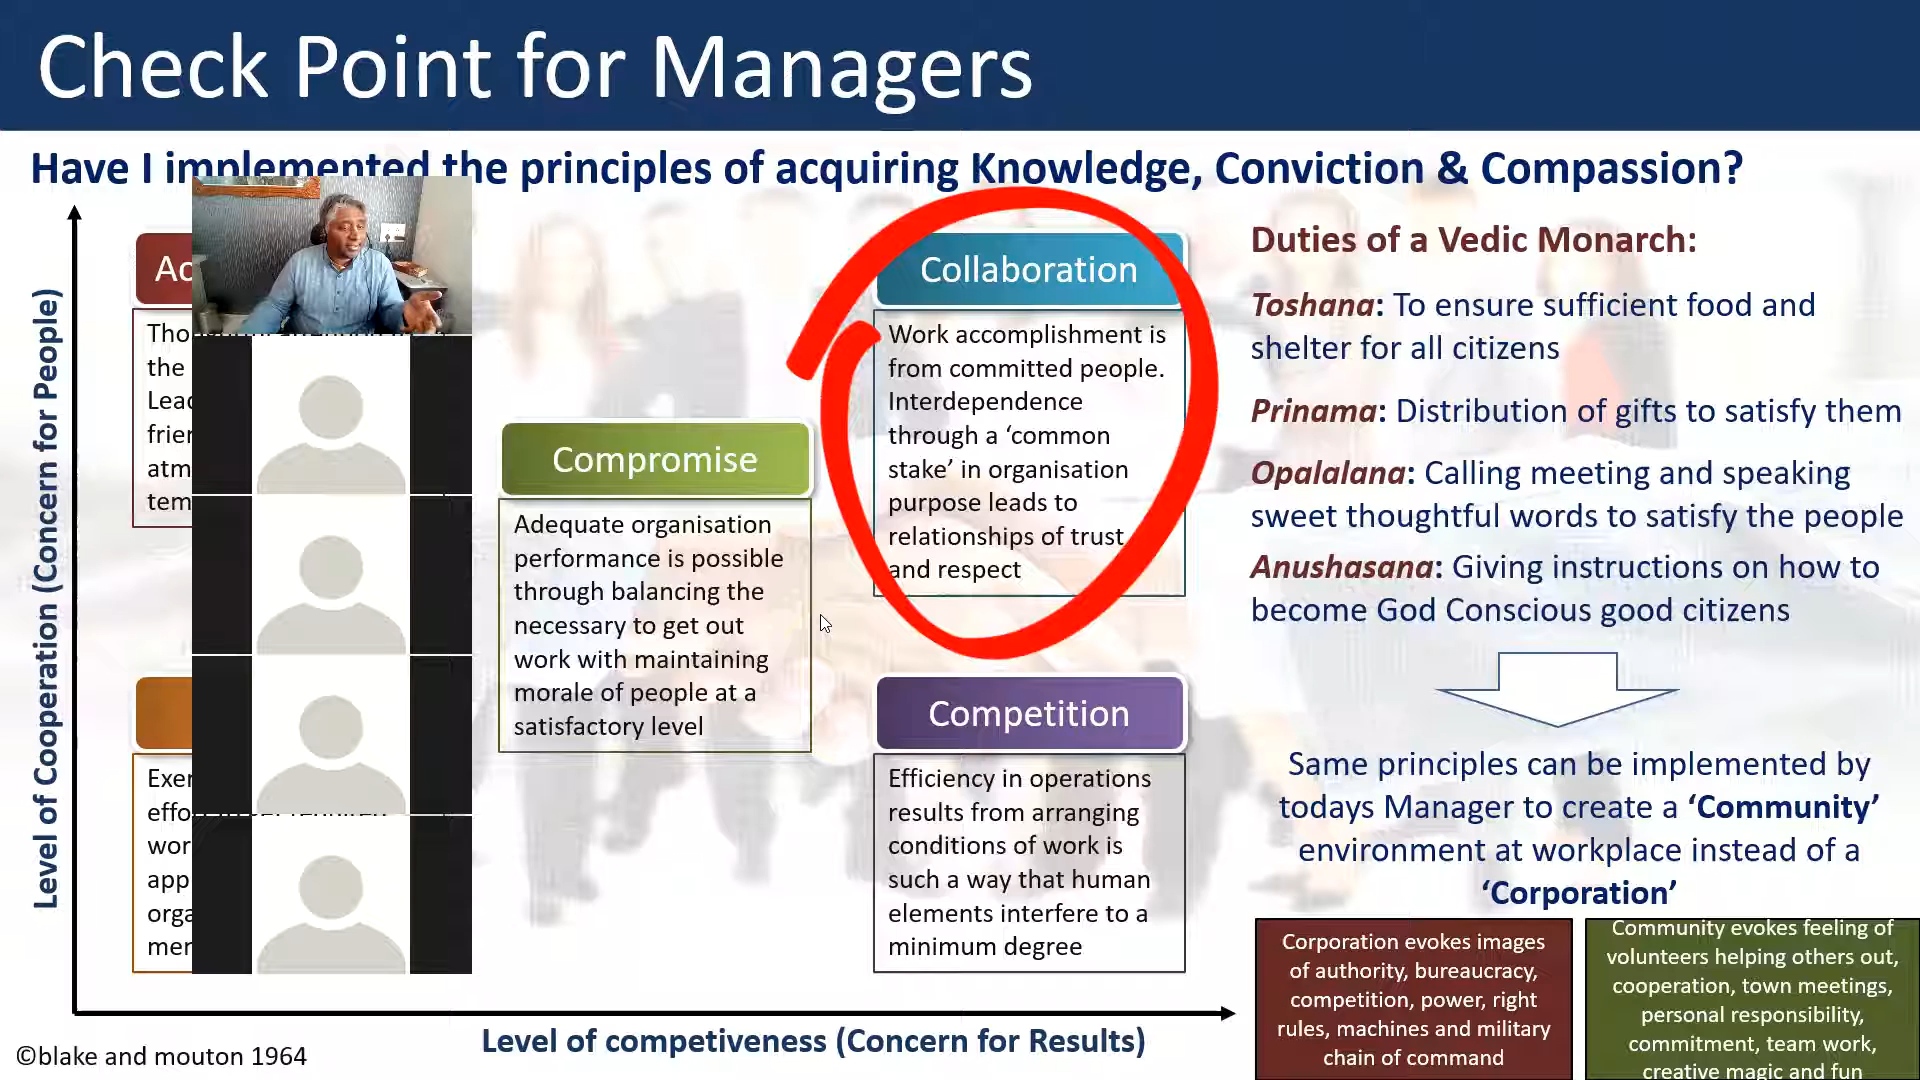 Check Point for Managers
Have I implemented the principles of acquiring Knowledge, Conviction & Compassion?
Level of Cooperation (Concern for People)
the
Compromise
Adequate organisation
performance is possible
through balancing the
necessary to get out
work with maintaining
morale of people at a
satisfactory level
Collaboration
Work accomplishment is
from committed people.
Interdependence
through a ‘common
stake’ in organisation
purpose leads to
relationships of trust
and respect
Competition
Efficiency in operations
results from arranging
conditions of work is
such a way that human
elements interfere to a
minimum degree
Level of competiveness (Concern for Results)
©blake and mouton 1964
Duties of a Vedic Monarch:
Toshana: To ensure sufficient food and
shelter for all citizens
Prinama: Distribution of gifts to satisfy them
Opalalana: Calling meeting and speaking
sweet thoughtful words to satisfy the people
Anushasana: Giving instructions on how to
become God Conscious good citizens
Same principles can be implemented by
todays Manager to create a ‘Community’
environment at workplace instead of a
‘Corporation’
Corporation evokes images
of authority, bureaucracy,
competition, power, right
rules, machines and military
chain of command
Community evokes feeling of
volunteers helping others out,
cooperation, town meetings,
personal responsibility,
commitment, team work,
creative magic and fun